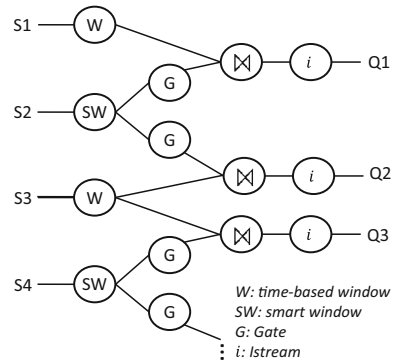 S1 W ⋈ i Q1
G
S2 SW
G
⋈ i Q2
S3 W
⋈ i Q3
G
S4 SW
G
W: time-based window
SW: smart window
G: Gate
i: Istream